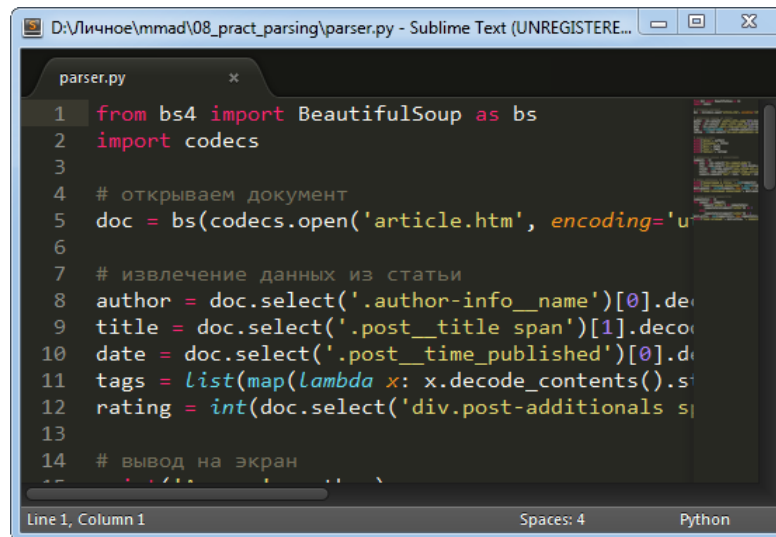 D:\Личное\mmad\08_pract_parsing\parser.py - Sublime Text (UNREGISTERE...
parser.py ×
1 from bs4 import BeautifulSoup as bs
2 import codecs
3
4 # открываем документ
5 doc = bs(codecs.open('article.htm', encoding='u
6
7 # извлечение данных из статьи
8 author = doc.select('.author-info__name')[0].de
9 title = doc.select('.post__title span')[1].deco
10 date = doc.select('.post__time_published')[0].d
11 tags = list(map(lambda x: x.decode_contents().s
12 rating = int(doc.select('div.post-additionals s
13
14 # вывод на экран
Line 1, Column 1 Spaces: 4 Python